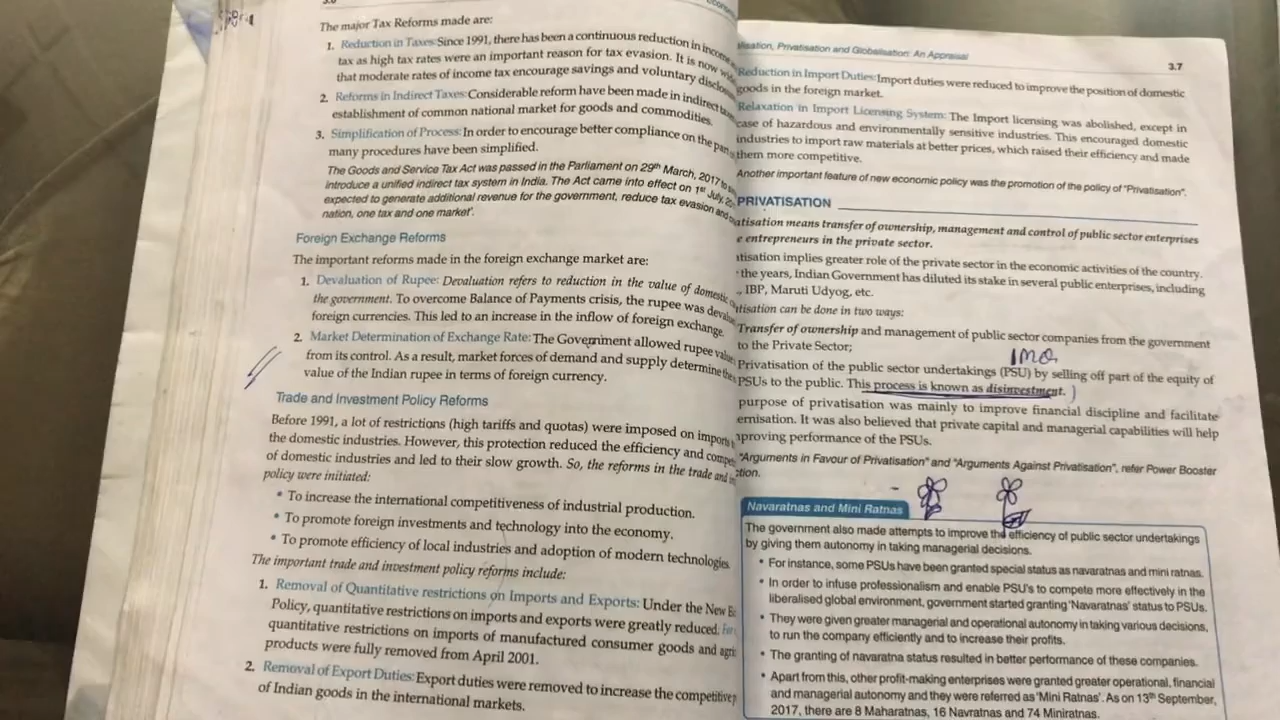 The major Tax Reforms made are:
1. Reduction in Taxes: Since 1991, there has been a continuous reduction in income
tax as high tax rates were an important reason for tax evasion. It is now
that moderate rates of income tax encourage savings and voluntary
2. Reforms in Indirect Taxes: Considerable reform have been made in indirect
establishment of common national market for goods and commodities.
3. Simplification of Process: In order to encourage better compliance on the
many procedures have been simplified.
The Goods and Service Tax Act was passed in the Parliament on 29th March, 2017 to
introduce a unified indirect tax system in India. The Act came into effect on 1st July,
expected to generate additional revenue for the government, reduce tax evasion and
nation, one tax and one market'.
Foreign Exchange Reforms
The important reforms made in the foreign exchange market are:
1. Devaluation of Rupee: Devaluation refers to reduction in the value of domestic
the government. To overcome Balance of Payments crisis, the rupee was
foreign currencies. This led to an increase in the inflow of foreign exchange.
2. Market Determination of Exchange Rate: The Government allowed rupee
from its control. As a result, market forces of demand and supply determine
value of the Indian rupee in terms of foreign currency.
Trade and Investment Policy Reforms
Before 1991, a lot of restrictions (high tariffs and quotas) were imposed on imports
the domestic industries. However, this protection reduced the efficiency and
of domestic industries and led to their slow growth. So, the reforms in the trade and
policy were initiated:
• To increase the international competitiveness of industrial production.
• To promote foreign investments and technology into the economy.
• To promote efficiency of local industries and adoption of modern technologies.
The important trade and investment policy reforms include:
1. Removal of Quantitative restrictions on Imports and Exports: Under the New
Policy, quantitative restrictions on imports and exports were greatly reduced.
quantitative restrictions on imports of manufactured consumer goods and
products were fully removed from April 2001.
2. Removal of Export Duties: Export duties were removed to increase the
of Indian goods in the international markets.
Privatisation and Globalisation: An Appraisal
3.7
Reduction in Import Duties: Import duties were reduced to improve the position of domestic
goods in the foreign market.
Relaxation in Import Licensing System: The Import licensing was abolished, except in
case of hazardous and environmentally sensitive industries. This encouraged domestic
industries to import raw materials at better prices, which raised their efficiency and made
them more competitive.
Another important feature of new economic policy was the promotion of the policy of "Privatisation".
PRIVATISATION
means transfer of ownership, management and control of public sector enterprises
entrepreneurs in the private sector.
implies greater role of the private sector in the economic activities of the country.
the years, Indian Government has diluted its stake in several public enterprises, including
IBP, Maruti Udyog, etc.
can be done in two ways:
Transfer of ownership and management of public sector companies from the government
to the Private Sector;
Imp
Privatisation of the public sector undertakings (PSU) by selling off part of the equity of
PSUs to the public. This process is known as disinvestment.
purpose of privatisation was mainly to improve financial discipline and facilitate
It was also believed that private capital and managerial capabilities will help
performance of the PSUs.
"Arguments in Favour of Privatisation" and "Arguments Against Privatisation", refer Power Booster
Navaratnas and Mini Ratnas
The government also made attempts to improve the efficiency of public sector undertakings
by giving them autonomy in taking managerial decisions.
• For instance, some PSUs have been granted special status as navaratnas and mini ratnas.
• In order to infuse professionalism and enable PSU's to compete more effectively in the
liberalised global environment, government started granting 'Navaratnas' status to PSUs.
• They were given greater managerial and operational autonomy in taking various decisions,
to run the company efficiently and to increase their profits.
• The granting of navaratna status resulted in better performance of these companies.
• Apart from this, other profit-making enterprises were granted greater operational, financial
and managerial autonomy and they were referred as 'Mini Ratnas'. As on 13th September,
2017, there are 8 Maharatnas, 16 Navratnas and 74 Miniratnas.